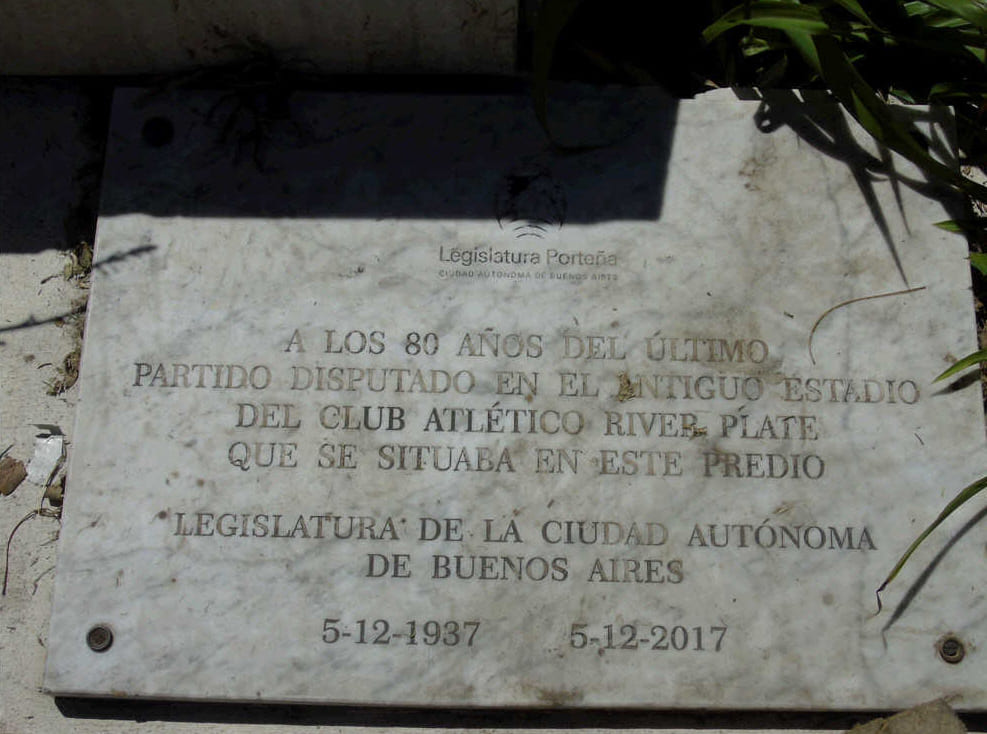 Legislatura Porteña
CIUDAD AUTÓNOMA DE BUENOS AIRES
A LOS 80 AÑOS DEL ÚLTIMO
PARTIDO DISPUTADO EN EL ANTIGUO ESTADIO
DEL CLUB ATLÉTICO RIVER PLATE
QUE SE SITUABA EN ESTE PREDIO
LEGISLATURA DE LA CIUDAD AUTÓNOMA
DE BUENOS AIRES
5-12-1937 5-12-2017